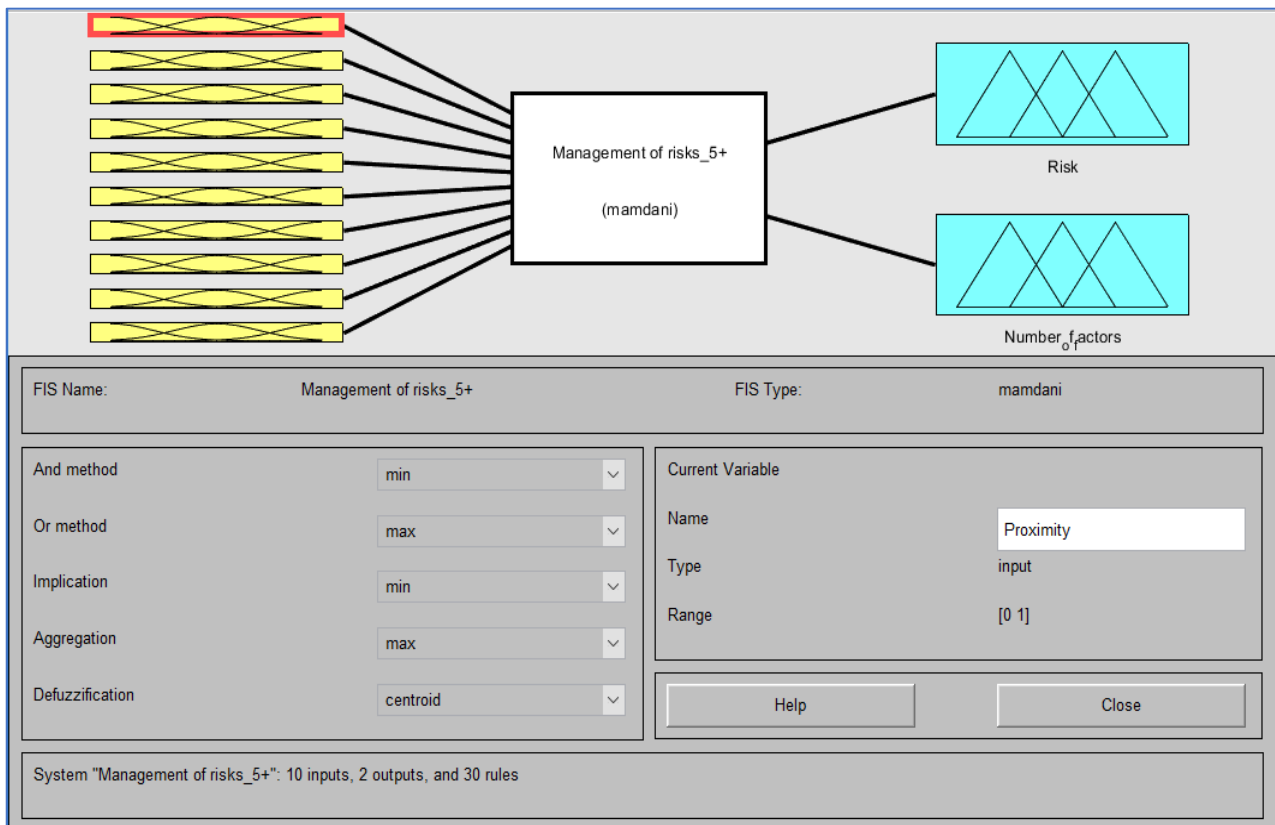 Management of risks_5+
(mamdani)
Risk
Number_of_factors
FIS Name: Management of risks_5+ FIS Type: mamdani
And method min
Or method max
Implication min
Aggregation max
Defuzzification centroid
Current Variable
Name Proximity
Type input
Range [0 1]
Help Close
System "Management of risks_5+": 10 inputs, 2 outputs, and 30 rules